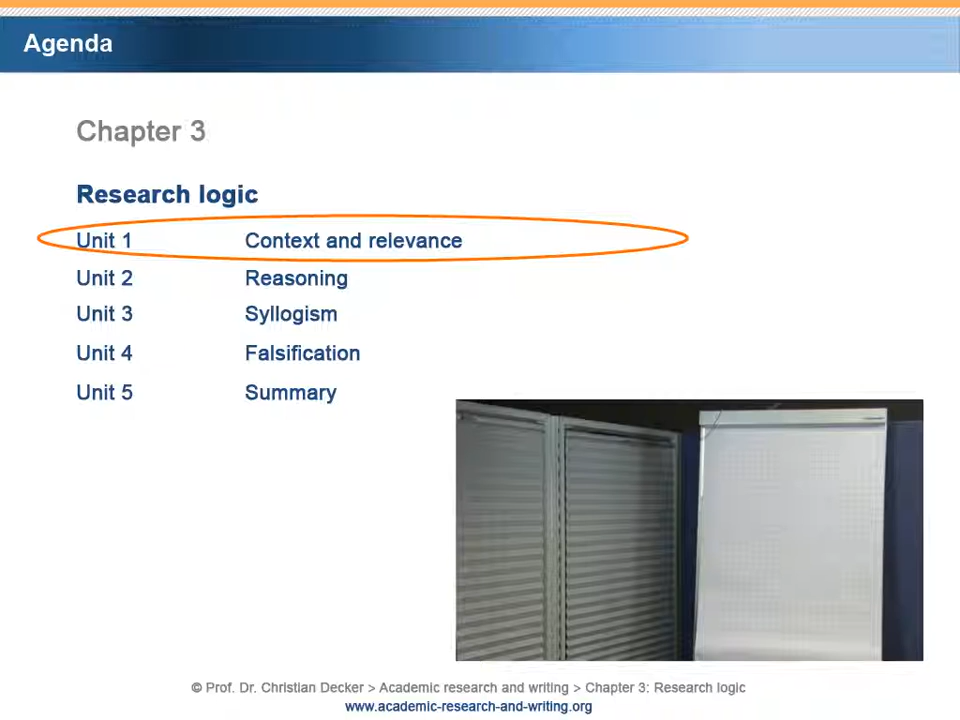 Agenda
Chapter 3
Research logic
Unit 1 Context and relevance
Unit 2 Reasoning
Unit 3 Syllogism
Unit 4 Falsification
Unit 5 Summary
© Prof. Dr. Christian Decker > Academic research and writing > Chapter 3: Research logic
www.academic-research-and-writing.org